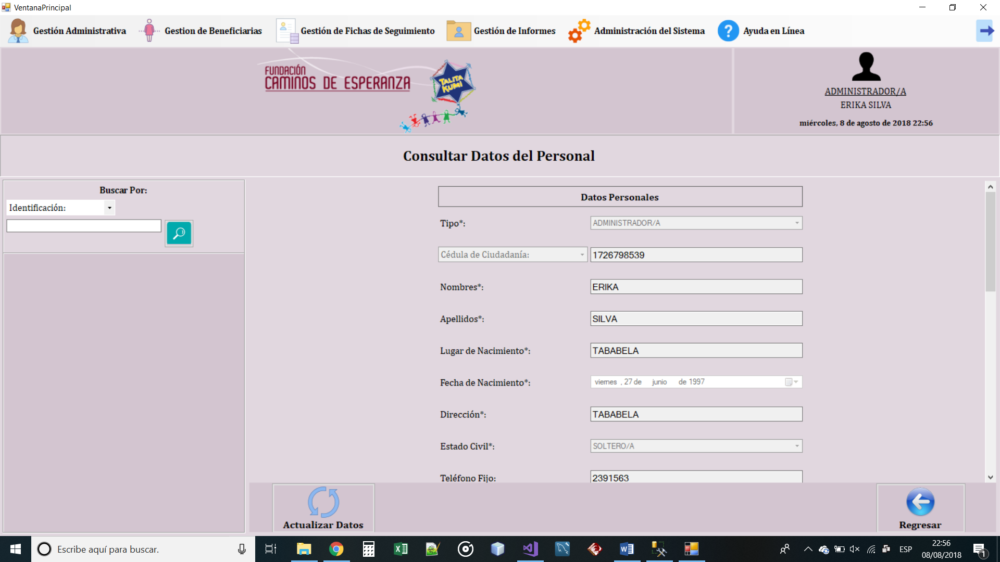 VentanaPrincipal
Gestión Administrativa
Gestion de Beneficiarias
Gestión de Fichas de Seguimiento
Gestión de Informes
Administración del Sistema
? Ayuda en Línea
FUNDACIÓN
CAMINOS DE ESPERANZA
TALITA
KUMI
ADMINISTRADOR/A
ERIKA SILVA
miércoles, 8 de agosto de 2018 22:56
Consultar Datos del Personal
Buscar Por:
Identificación:
Datos Personales
Tipo*: ADMINISTRADOR/A
Cédula de Ciudadanía: 1726798539
Nombres*: ERIKA
Apellidos*: SILVA
Lugar de Nacimiento*: TABABELA
Fecha de Nacimiento*: viernes , 27 de junio de 1997
Dirección*: TABABELA
Estado Civil*: SOLTERO/A
Teléfono Fijo: 2391563
Actualizar Datos
Regresar
Escribe aquí para buscar.
ESP
22:56
08/08/2018
1